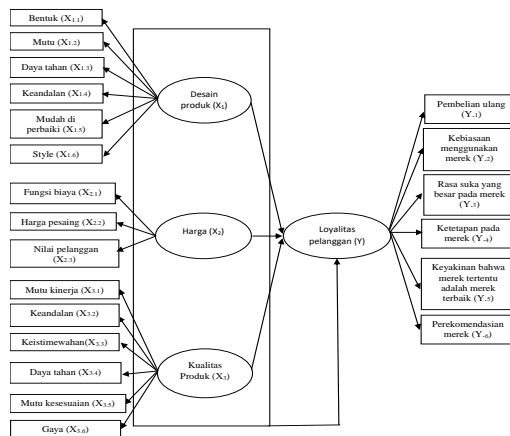 Bentuk (X1.1)
Mutu (X1.2)
Daya tahan (X1.3)
Keandalan (X1.4)
Mudah di
perbaiki (X1.5)
Style (X1.6)
Fungsi biaya (X2.1)
Harga pesaing (X2.2)
Nilai pelanggan
(X2.3)
Mutu kinerja (X3.1)
Keandalan (X3.2)
Keistimewahan(X3.3)
Daya tahan (X3.4)
Mutu kesesuaian (X3.5)
Gaya (X3.6)
Desain
produk (X1)
Harga (X2)
Kualitas
Produk (X3)
Loyalitas
pelanggan (Y)
Pembelian ulang
(Y.1)
Kebiasaan
menggunakan
merek (Y.2)
Rasa suka yang
besar pada merek
(Y.3)
Ketetapan pada
merek (Y.4)
Keyakinan bahwa
merek tertentu
adalah merek
terbaik (Y.5)
Perekomendasian
merek (Y.6)